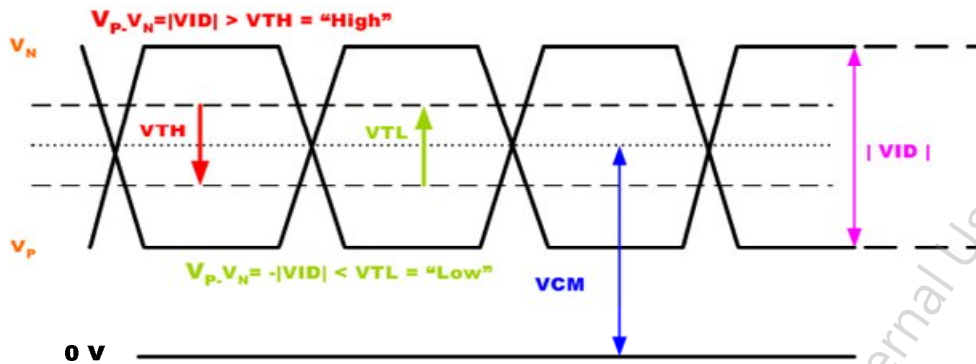 VP-VN=|VID| > VTH = “High”
VN
VTH
VTL
| VID |
VP
VP-VN= -|VID| < VTL = “Low”
VCM
0 V